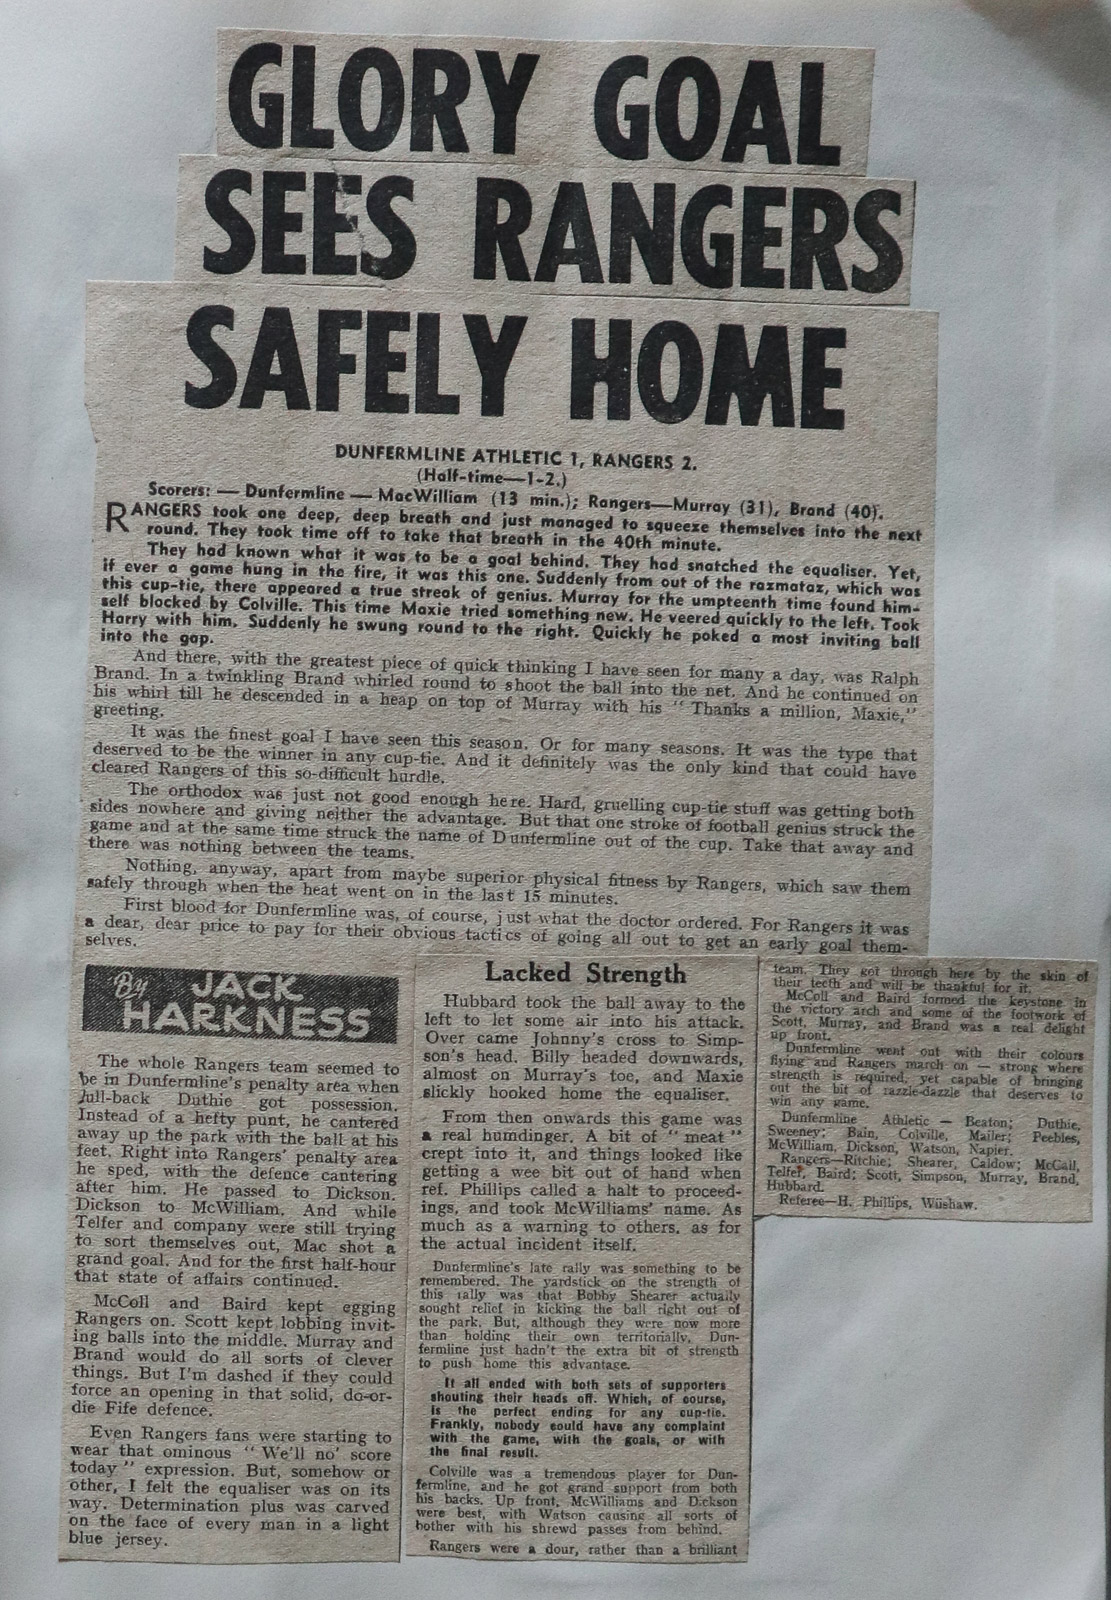 GLORY GOAL
SEES RANGERS
SAFELY HOME
DUNFERMLINE ATHLETIC 1, RANGERS 2.
(Half-time—1-2.)
Scorers: — Dunfermline — MacWilliam (13 min.); Rangers—Murray (31), Brand (40).
RANGERS took one deep, deep breath and just managed to squeeze themselves into the next
round. They took time off to take that breath in the 40th minute.
They had known what it was to be a goal behind. They had snatched the equaliser. Yet,
if ever a game hung in the fire, it was this one. Suddenly from out of the razmataz, which was
this cup-tie, there appeared a true streak of genius. Murray for the umpteenth time found him-
self blocked by Colville. This time Maxie tried something new. He veered quickly to the left. Took
Harry with him. Suddenly he swung round to the right. Quickly he poked a most inviting ball
into the gap.
And there, with the greatest piece of quick thinking I have seen for many a day, was Ralph
Brand. In a twinkling Brand whirled round to shoot the ball into the net. And he continued on
his whirl till he descended in a heap on top of Murray with his " Thanks a million, Maxie,"
greeting.
It was the finest goal I have seen this season. Or for many seasons. It was the type that
deserved to be the winner in any cup-tie. And it definitely was the only kind that could have
cleared Rangers of this so-difficult hurdle.
The orthodox was just not good enough here. Hard, gruelling cup-tie stuff was getting both
sides nowhere and giving neither the advantage. But that one stroke of football genius struck the
game and at the same time struck the name of Dunfermline out of the cup. Take that away and
there was nothing between the teams.
Nothing, anyway, apart from maybe superior physical fitness by Rangers, which saw them
safely through when the heat went on in the last 15 minutes.
First blood for Dunfermline was, of course, just what the doctor ordered. For Rangers it was
a dear, dear price to pay for their obvious tactics of going all out to get an early goal them-
selves.
By JACK
HARKNESS
The whole Rangers team seemed to
be in Dunfermline's penalty area when
full-back Duthie got possession.
Instead of a hefty punt, he cantered
away up the park with the ball at his
feet. Right into Rangers' penalty area
he sped, with the defence cantering
after him. He passed to Dickson.
Dickson to McWilliam. And while
Telfer and company were still trying
to sort themselves out, Mac shot a
grand goal. And for the first half-hour
that state of affairs continued.
McColl and Baird kept egging
Rangers on. Scott kept lobbing invit-
ing balls into the middle. Murray and
Brand would do all sorts of clever
things. But I'm dashed if they could
force an opening in that solid, do-or-
die Fife defence.
Even Rangers fans were starting to
wear that ominous " We'll no' score
today " expression. But, somehow or
other, I felt the equaliser was on its
way. Determination plus was carved
on the face of every man in a light
blue jersey.
Lacked Strength
Hubbard took the ball away to the
left to let some air into his attack.
Over came Johnny's cross to Simp-
son's head. Billy headed downwards,
almost on Murray's toe, and Maxie
slickly hooked home the equaliser.
From then onwards this game was
a real humdinger. A bit of " meat "
crept into it, and things looked like
getting a wee bit out of hand when
ref. Phillips called a halt to proceed-
ings, and took McWilliams' name. As
much as a warning to others, as for
the actual incident itself.
Dunfermline's late rally was something to be
remembered. The yardstick on the strength of
this rally was that Bobby Shearer actually
sought relief in kicking the ball right out of
the park. But, although they were now more
than holding their own territorially, Dun-
fermline just hadn't the extra bit of strength
to push home this advantage.
It all ended with both sets of supporters
shouting their heads off. Which, of course,
is the perfect ending for any cup-tie.
Frankly, nobody could have any complaint
with the game, with the goals, or with
the final result.
Colville was a tremendous player for Dun-
fermline, and he got grand support from both
his backs. Up front, McWilliams and Dickson
were best, with Watson causing all sorts of
bother with his shrewd passes from behind.
Rangers were a dour, rather than a brilliant
team. They got through here by the skin of
their teeth and will be thankful for it.
McColl and Baird formed the keystone in
the victory arch and some of the footwork of
Scott, Murray, and Brand was a real delight
up front.
Dunfermline went out with their colours
flying and Rangers march on — strong where
strength is required, yet capable of bringing
out the bit of razzle-dazzle that deserves to
win any game.
Dunfermline Athletic — Beaton; Duthie,
Sweeney; Bain, Colville, Mailer; Peebles,
McWilliam, Dickson, Watson, Napier.
Rangers—Ritchie; Shearer, Caldow; McCall,
Telfer, Baird; Scott, Simpson, Murray, Brand,
Hubbard.
Referee—H. Phillips, Wishaw.